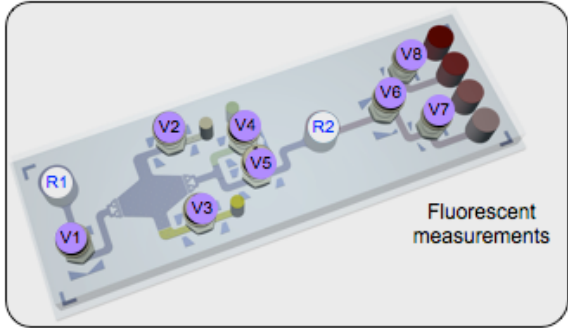 V8
V6
V7
V2
V4
R2
V5
R1
V3
V1
Fluorescent
measurements